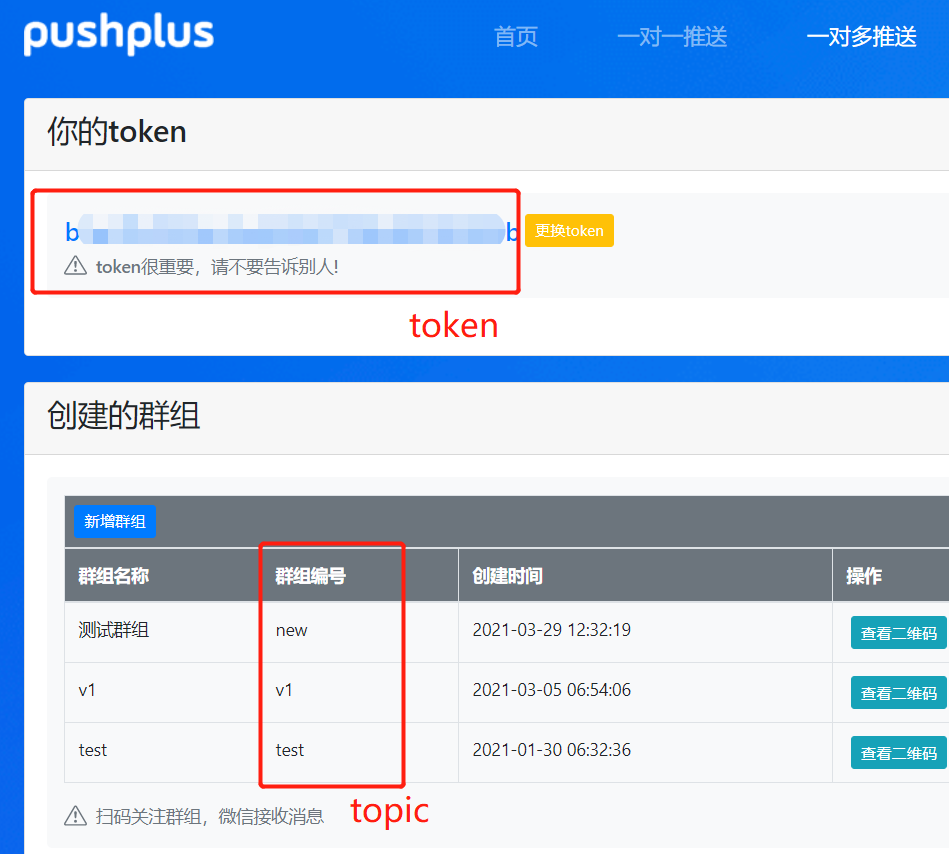 pushplus 首页 一对一推送 一对多推送
你的token
更换token
token很重要，请不要告诉别人!
token
创建的群组
新增群组
群组名称 群组编号 创建时间 操作
测试群组 new 2021-03-29 12:32:19 查看二维码
v1 v1 2021-03-05 06:54:06 查看二维码
test test 2021-01-30 06:32:36 查看二维码
扫码关注群组，微信接收消息
topic